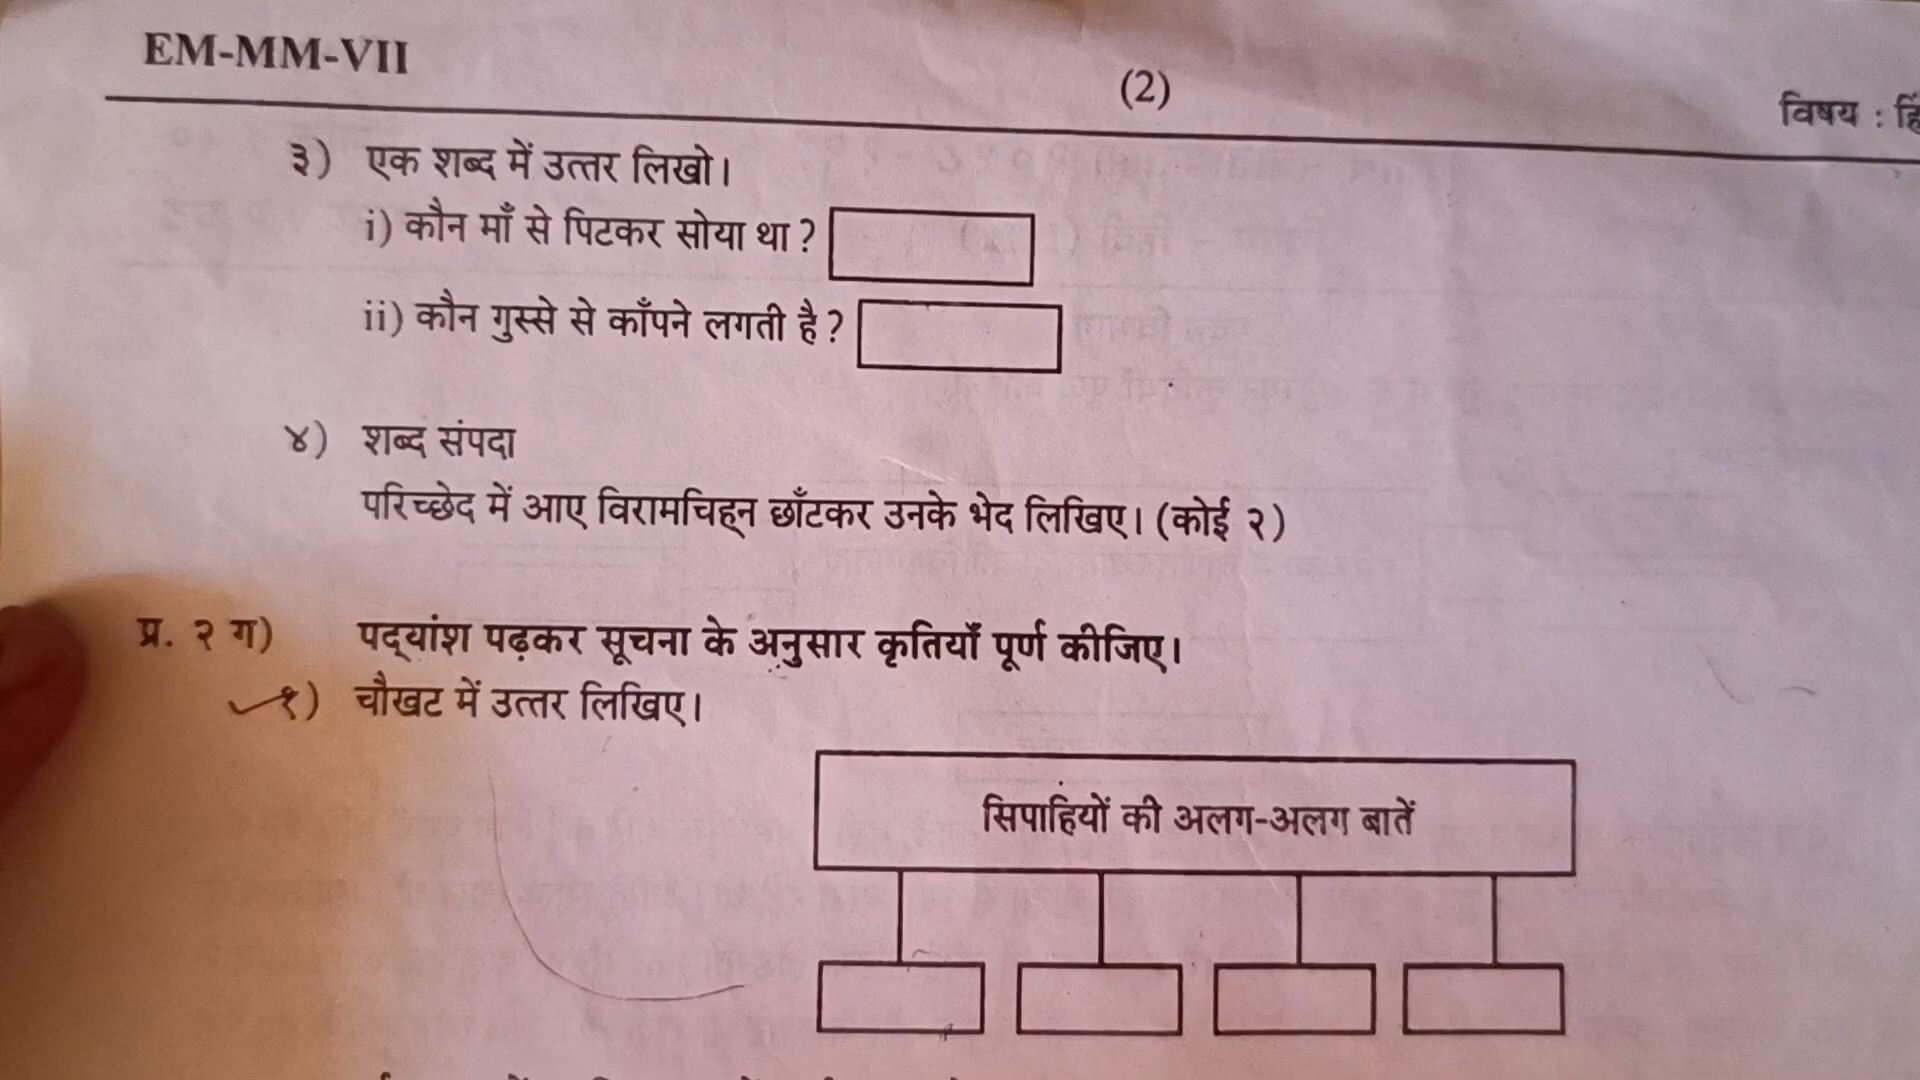 EM-MM-VII
(2)
विषय :
३) एक शब्द में उत्तर लिखो।
i) कौन माँ से पिटकर सोया था ?
ii) कौन गुस्से से काँपने लगती है ?
४) शब्द संपदा
परिच्छेद में आए विरामचिह्न छाँटकर उनके भेद लिखिए। (कोई २)
प्र. २ ग) पद्यांश पढ़कर सूचना के अनुसार कृतियाँ पूर्ण कीजिए।
१) चौखट में उत्तर लिखिए।
सिपाहियों की अलग-अलग बातें